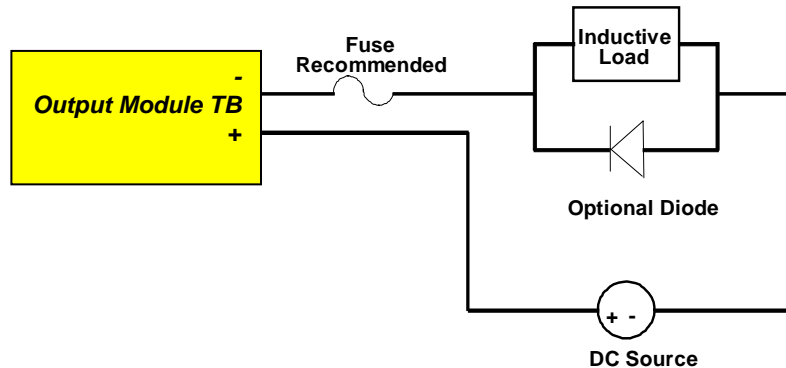 Fuse
Recommended
Inductive
Load
-
Output Module TB
+
Optional Diode
+ -
DC Source